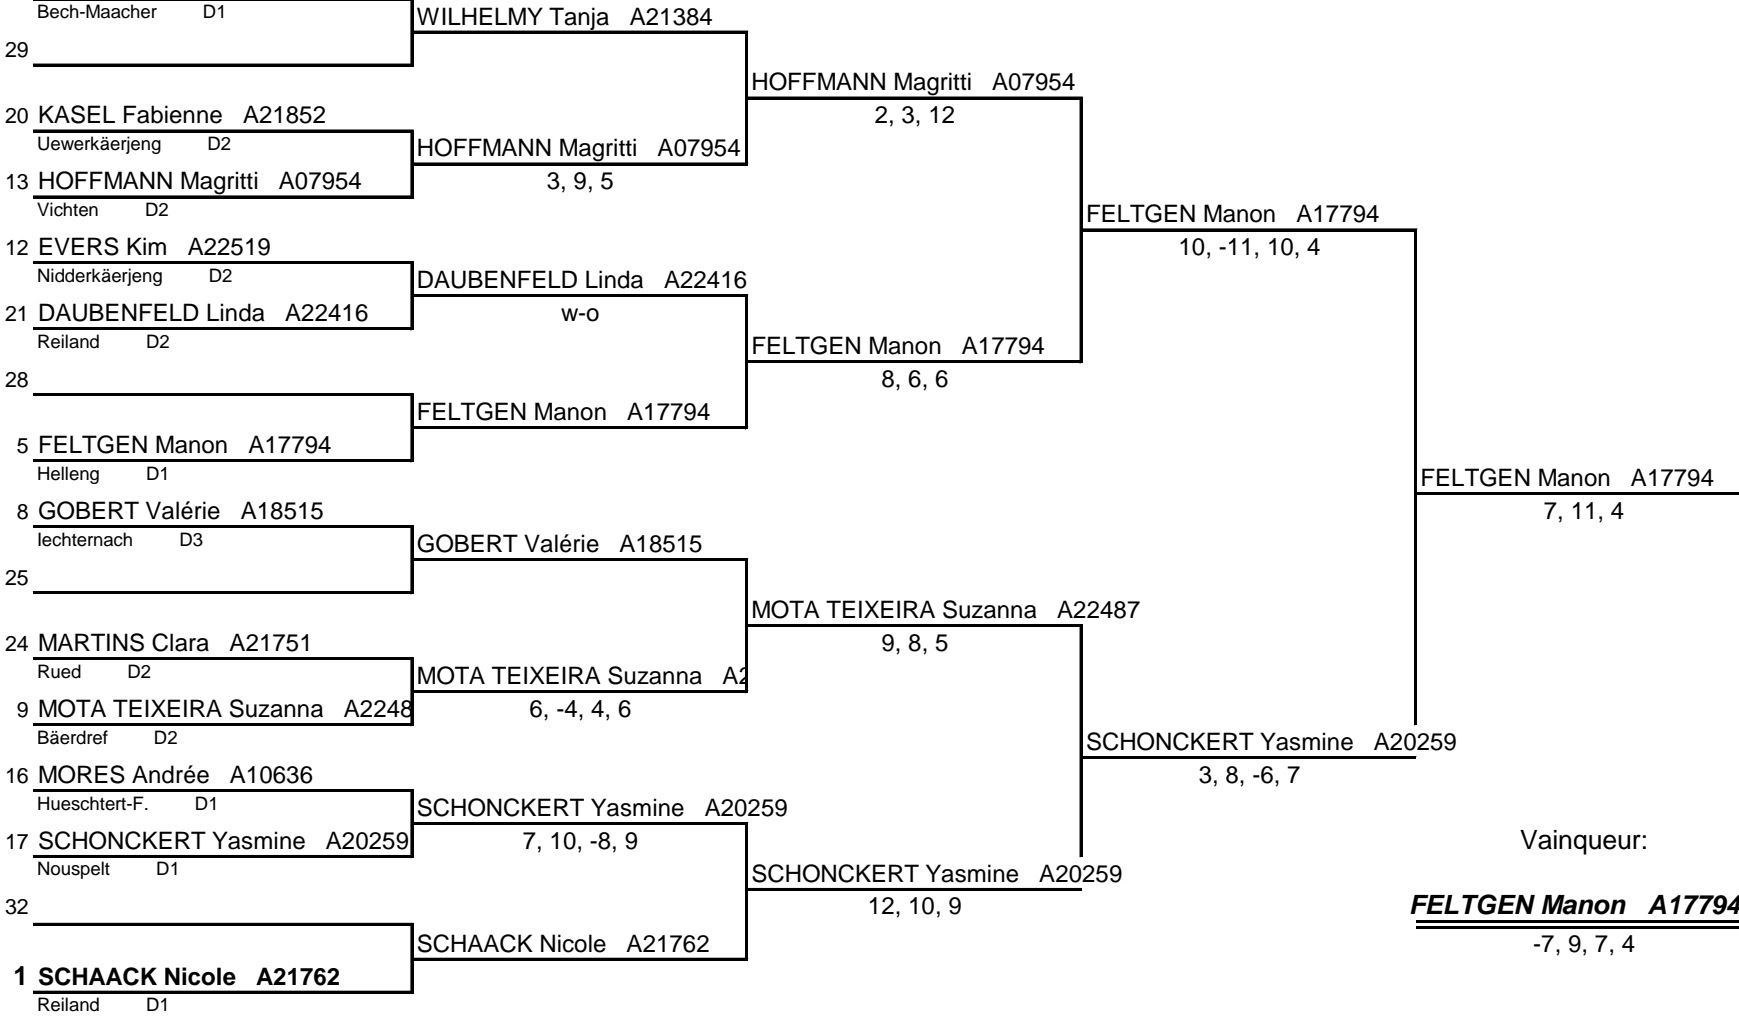 Bech-Maacher D1
WILHELMY Tanja A21384
29
HOFFMANN Magritti A07954
20 KASEL Fabienne A21852
2, 3, 12
Uewerkäerjeng D2
HOFFMANN Magritti A07954
13 HOFFMANN Magritti A07954
3, 9, 5
Vichten D2
FELTGEN Manon A17794
12 EVERS Kim A22519
10, -11, 10, 4
Nidderkäerjeng D2
DAUBENFELD Linda A22416
21 DAUBENFELD Linda A22416
w-o
Reiland D2
FELTGEN Manon A17794
28
8, 6, 6
FELTGEN Manon A17794
5 FELTGEN Manon A17794
Helleng D1
FELTGEN Manon A17794
8 GOBERT Valérie A18515
7, 11, 4
Iechternach D3
GOBERT Valérie A18515
25
MOTA TEIXEIRA Suzanna A22487
24 MARTINS Clara A21751
9, 8, 5
Rued D2
MOTA TEIXEIRA Suzanna A2
9 MOTA TEIXEIRA Suzanna A2248
6, -4, 4, 6
Bäerdref D2
SCHONCKERT Yasmine A20259
16 MORES Andrée A10636
3, 8, -6, 7
Hueschtert-F. D1
SCHONCKERT Yasmine A20259
17 SCHONCKERT Yasmine A20259
7, 10, -8, 9
Vainqueur:
Nouspelt D1
SCHONCKERT Yasmine A20259
32
12, 10, 9
FELTGEN Manon A17794
SCHAACK Nicole A21762
-7, 9, 7, 4
1 SCHAACK Nicole A21762
Reiland D1